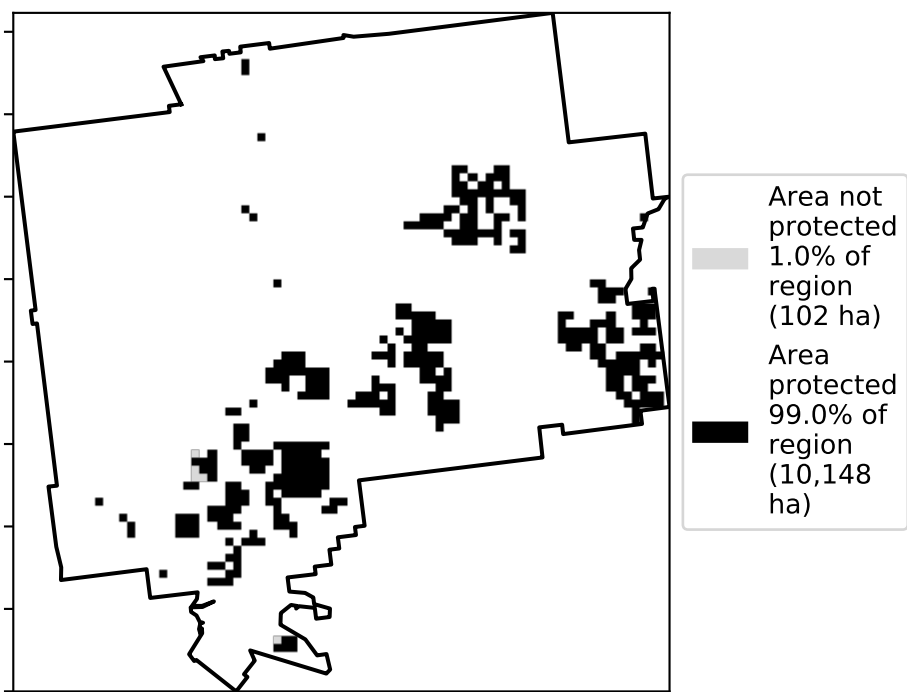 Area not
protected
1.0% of
region
(102 ha)
Area
protected
99.0% of
region
(10,148
ha)